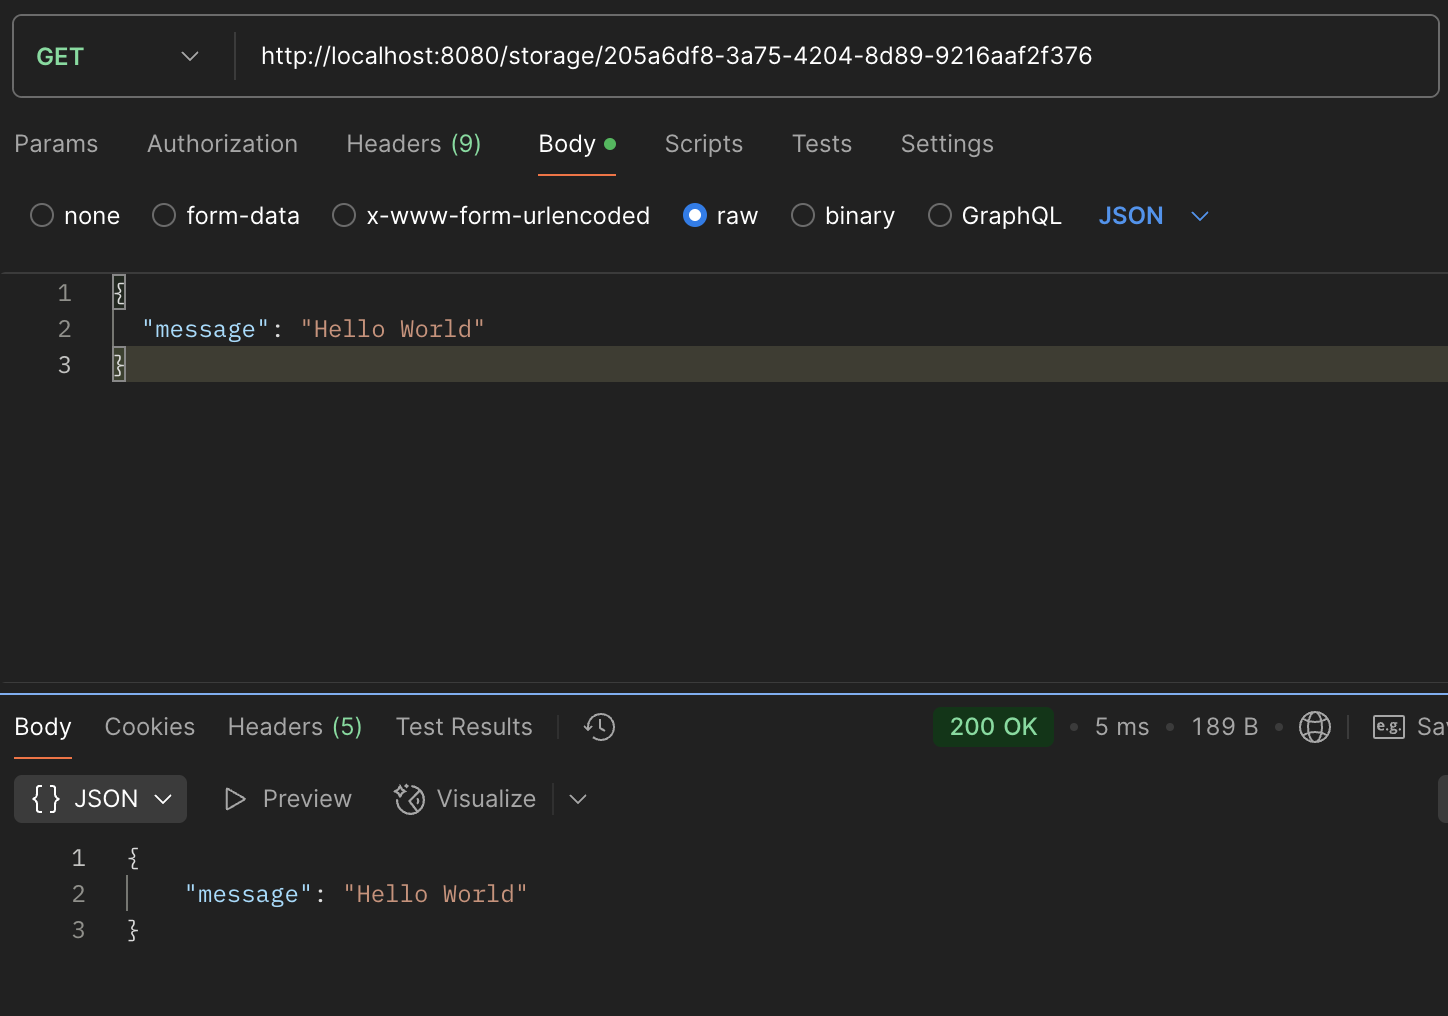 GET http://localhost:8080/storage/205a6df8-3a75-4204-8d89-9216aaf2f376
Params Authorization Headers (9) Body Scripts Tests Settings
none form-data x-www-form-urlencoded raw binary GraphQL JSON
1 {
2 "message": "Hello World"
3 }
Body Cookies Headers (5) Test Results 200 OK • 5 ms • 189 B • e.g. Sav
{ } JSON Preview Visualize
1 {
2 "message": "Hello World"
3 }